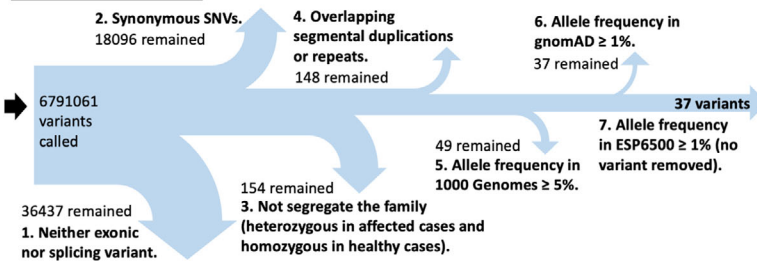 2. Synonymous SNVs.
18096 remained
4. Overlapping
segmental duplications
or repeats.
148 remained
6. Allele frequency in
gnomAD ≥ 1%.
37 remained
6791061
variants
called
37 variants
7. Allele frequency
in ESP6500 ≥ 1% (no
variant removed).
49 remained
5. Allele frequency in
1000 Genomes ≥ 5%.
154 remained
3. Not segregate the family
(heterozygous in affected cases and
homozygous in healthy cases).
36437 remained
1. Neither exonic
nor splicing variant.